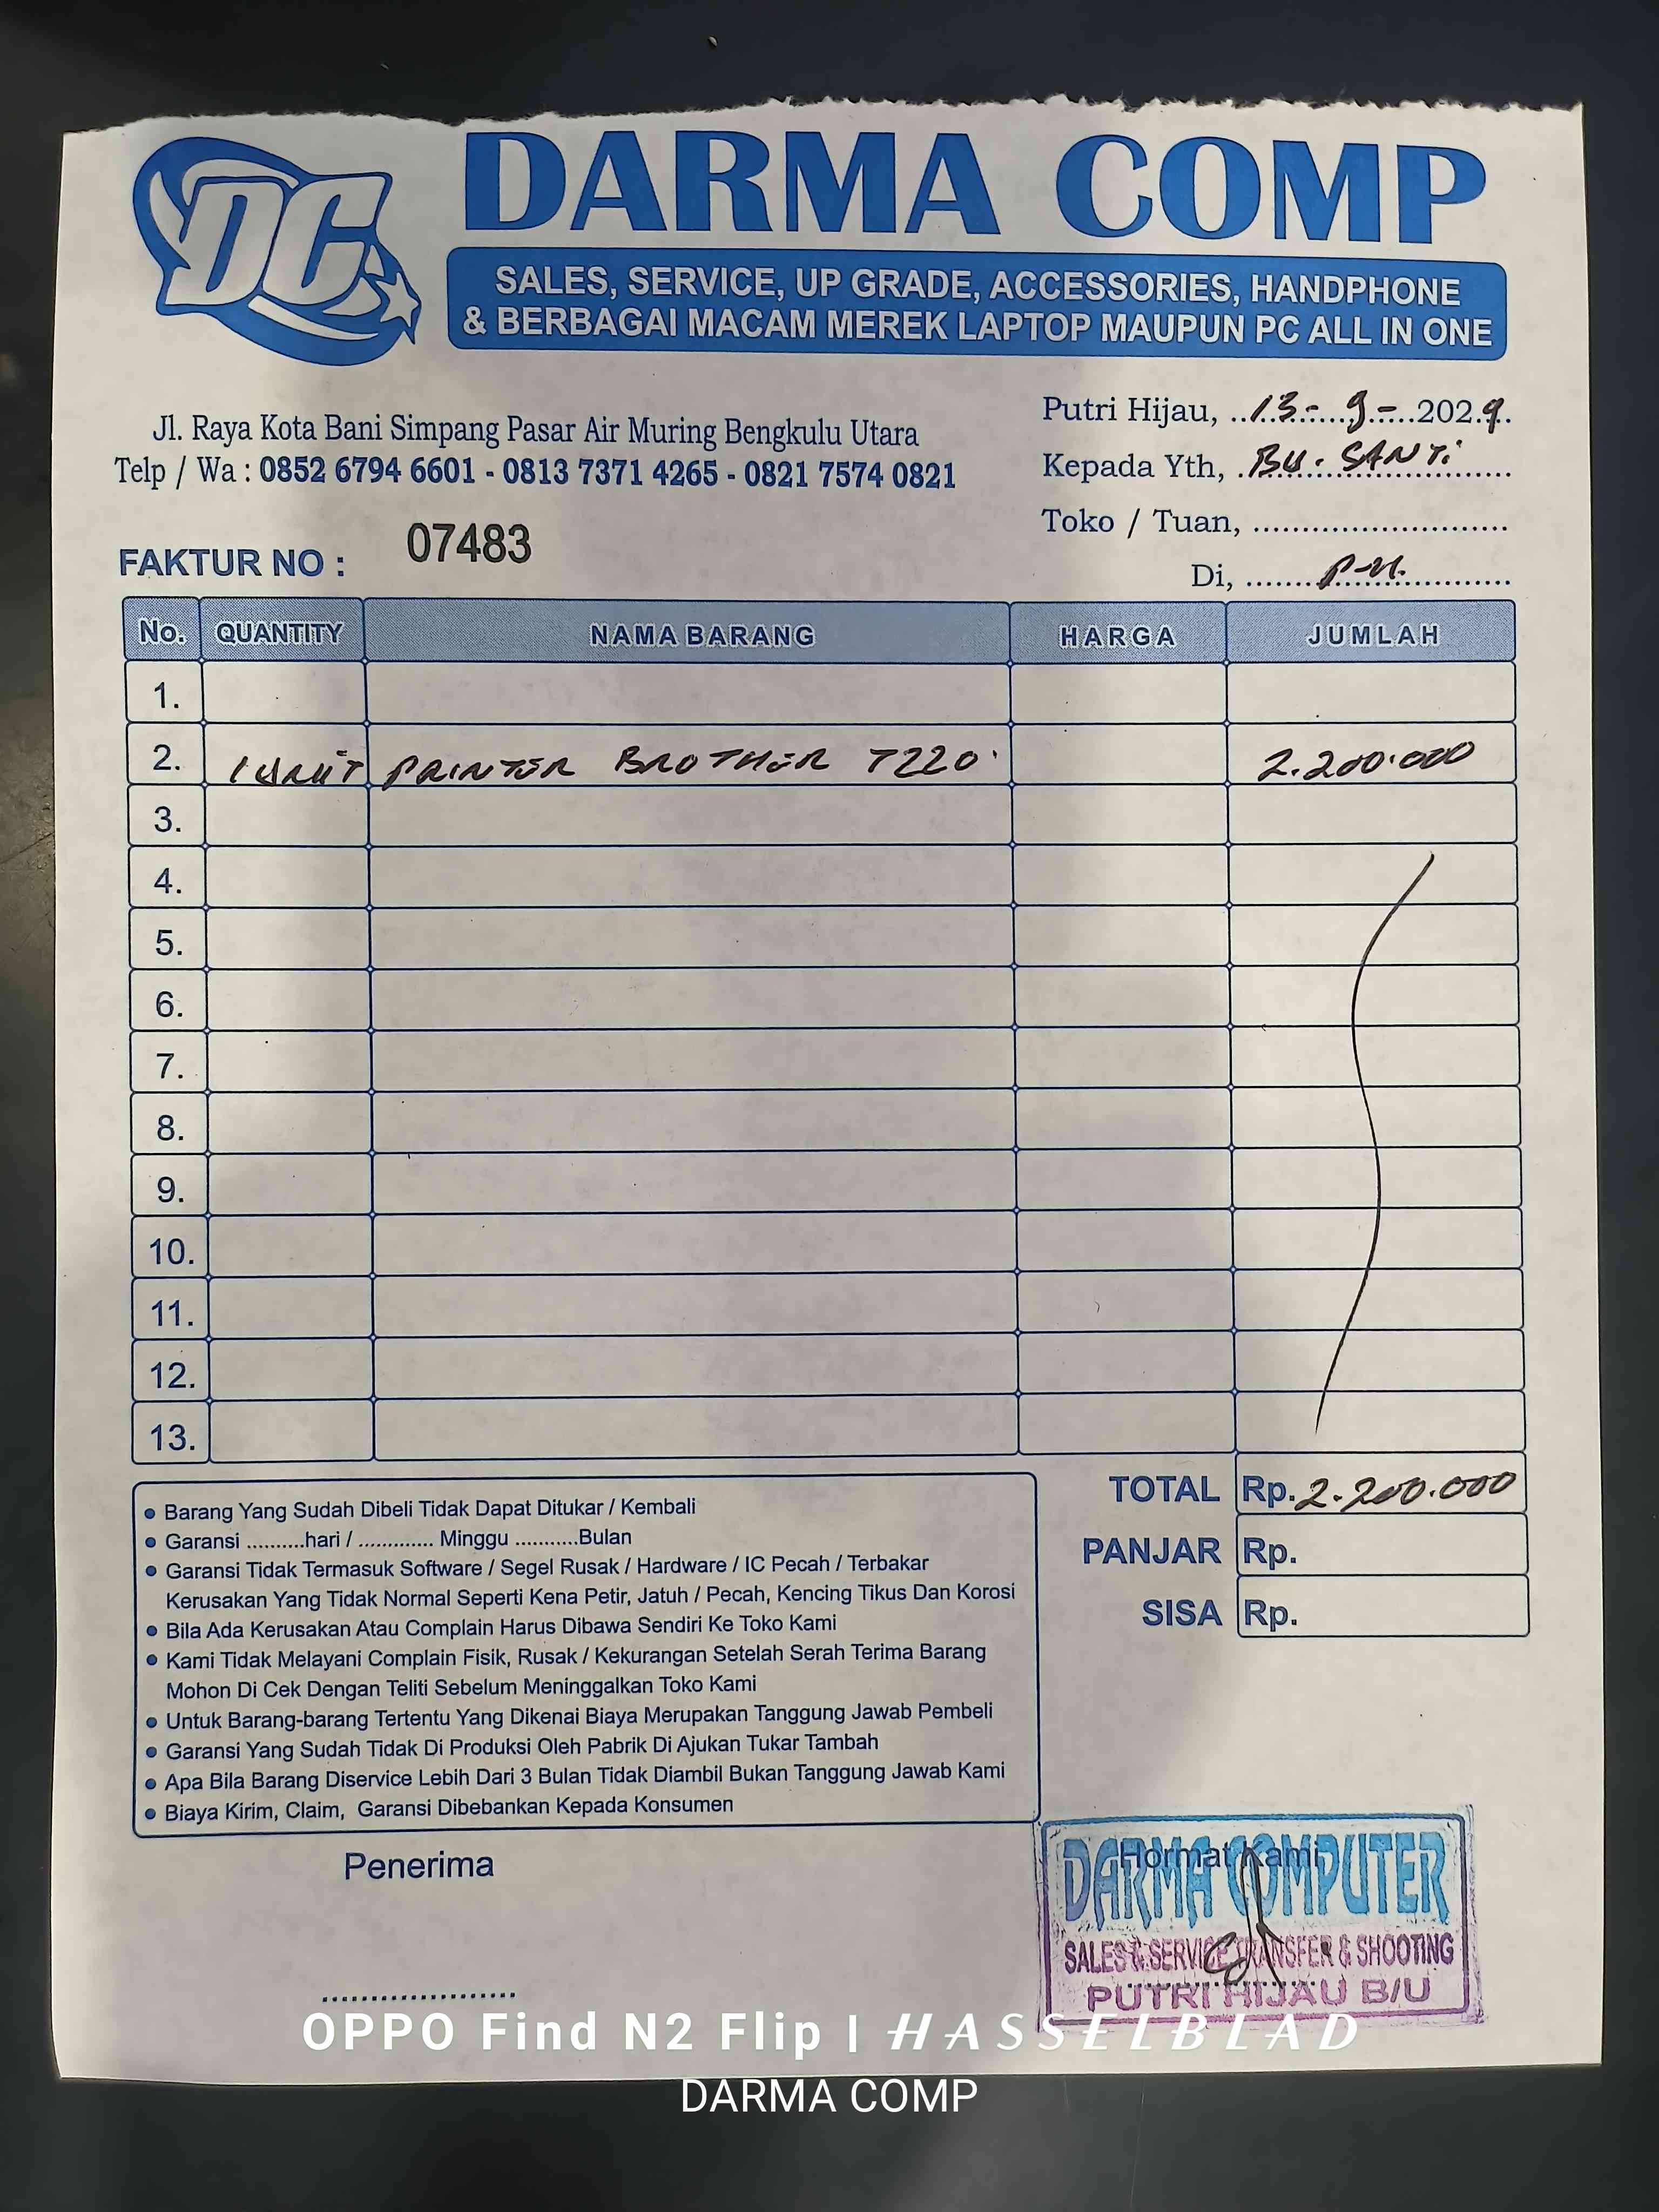 DC
DARMA COMP
SALES, SERVICE, UP GRADE, ACCESSORIES, HANDPHONE
& BERBAGAI MACAM MEREK LAPTOP MAUPUN PC ALL IN ONE
Jl. Raya Kota Bani Simpang Pasar Air Muring Bengkulu Utara
Telp / Wa : 0852 6794 6601 - 0813 7371 4265 - 0821 7574 0821
Putri Hijau, ..13-...9-...2024.
Kepada Yth, .BU. SANTI
Toko / Tuan, ..........................
Di, .......P.H.
FAKTUR NO : 07483
No. QUANTITY NAMA BARANG HARGA JUMLAH
1.
2. 1 UNIT PRINTER BROTHER T220 2.200.000
3.
4.
5.
6.
7.
8.
9.
10.
11.
12.
13.
TOTAL Rp. 2.200.000
PANJAR Rp.
SISA Rp.
• Barang Yang Sudah Dibeli Tidak Dapat Ditukar / Kembali
• Garansi ..........hari / ............. Minggu ...........Bulan
• Garansi Tidak Termasuk Software / Segel Rusak / Hardware / IC Pecah / Terbakar
Kerusakan Yang Tidak Normal Seperti Kena Petir, Jatuh / Pecah, Kencing Tikus Dan Korosi
• Bila Ada Kerusakan Atau Complain Harus Dibawa Sendiri Ke Toko Kami
• Kami Tidak Melayani Complain Fisik, Rusak / Kekurangan Setelah Serah Terima Barang
Mohon Di Cek Dengan Teliti Sebelum Meninggalkan Toko Kami
• Untuk Barang-barang Tertentu Yang Dikenai Biaya Merupakan Tanggung Jawab Pembeli
• Garansi Yang Sudah Tidak Di Produksi Oleh Pabrik Di Ajukan Tukar Tambah
• Apa Bila Barang Diservice Lebih Dari 3 Bulan Tidak Diambil Bukan Tanggung Jawab Kami
• Biaya Kirim, Claim, Garansi Dibebankan Kepada Konsumen
Penerima
Hormat Kami
DARMA COMPUTER
SALES & SERVICE TRANSFER & SHOOTING
PUTRI HIJAU B/U
OPPO Find N2 Flip | HASSELBLAD
DARMA COMP